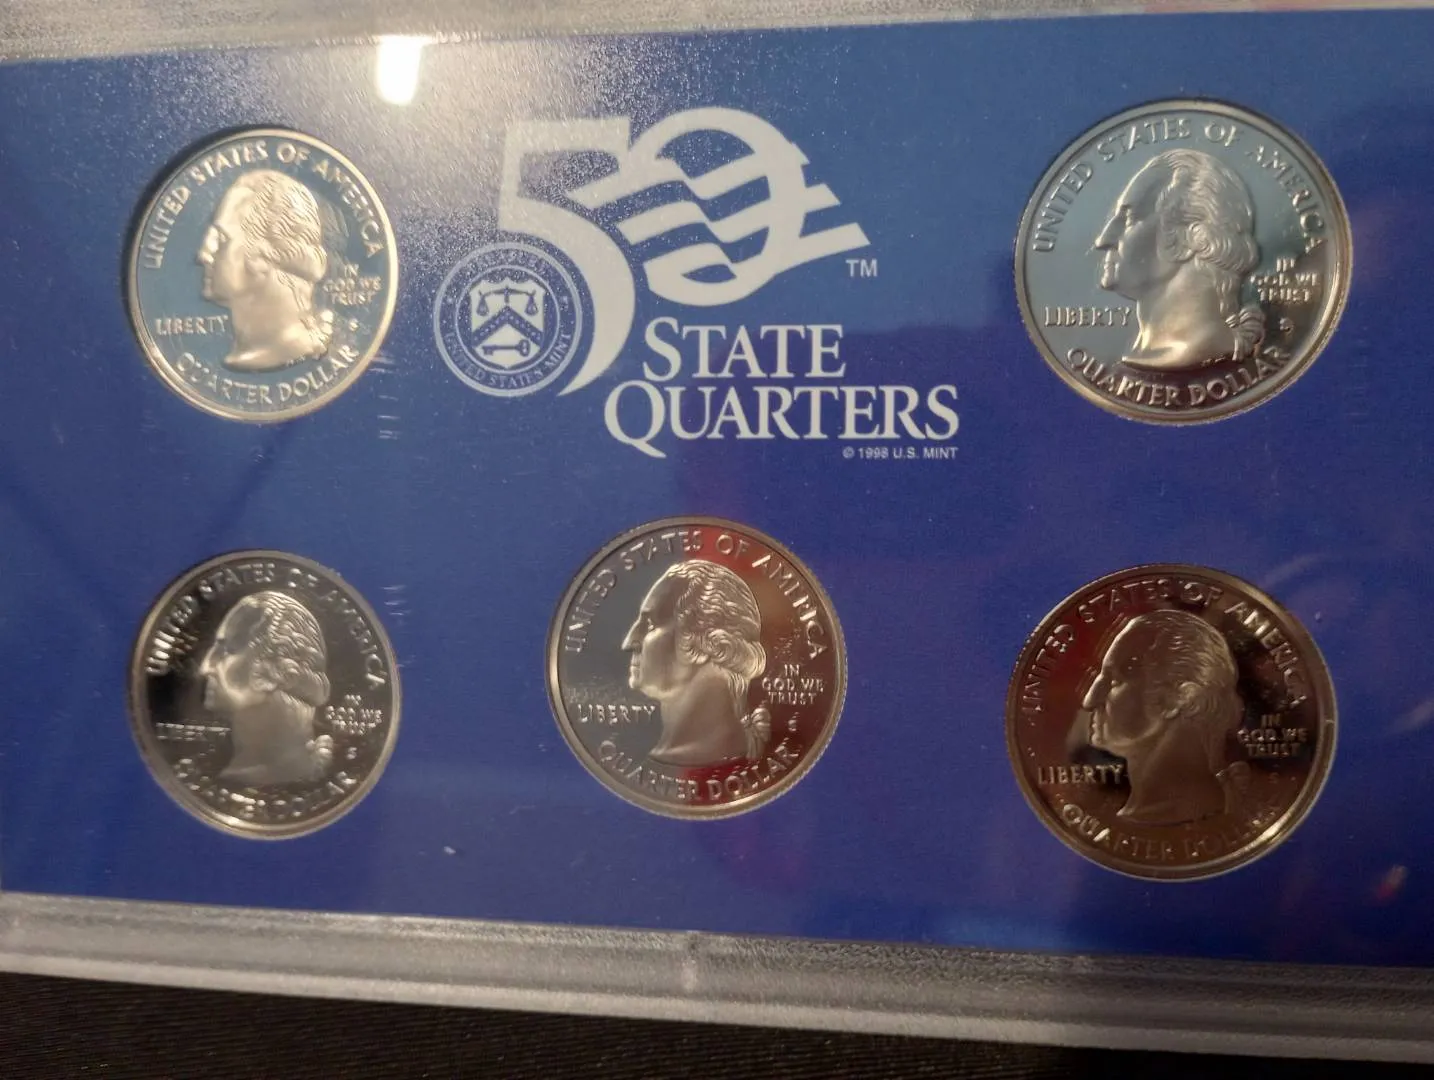 UNITED STATES OF AMERICA
IN
GOD WE
TRUST
LIBERTY
S
QUARTER DOLLAR
50
TM
UNITED STATES MINT
STATE
QUARTERS
© 1998 U.S. MINT
UNITED STATES OF AMERICA
IN
GOD WE
TRUST
LIBERTY
S
QUARTER DOLLAR
UNITED STATES OF AMERICA
IN
GOD WE
TRUST
LIBERTY
S
QUARTER DOLLAR
UNITED STATES OF AMERICA
IN
GOD WE
TRUST
LIBERTY
QUARTER DOLLAR
UNITED STATES OF AMERICA
IN
GOD WE
TRUST
LIBERTY
QUARTER DOLLAR